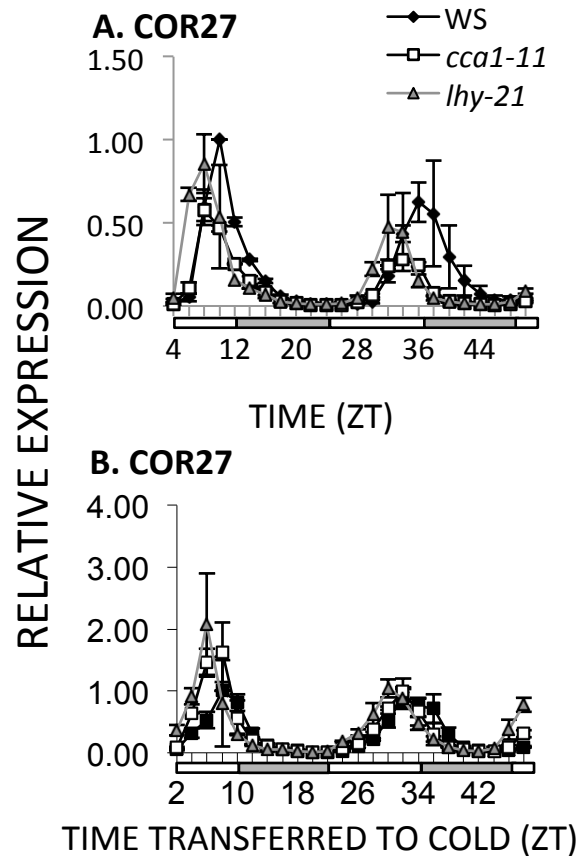 A. COR27
WS
cca1-11
lhy-21
1.50
1.00
0.50
0.00
4 12 20 28 36 44
TIME (ZT)
RELATIVE EXPRESSION
B. COR27
4.00
3.00
2.00
1.00
0.00
2 10 18 26 34 42
TIME TRANSFERRED TO COLD (ZT)